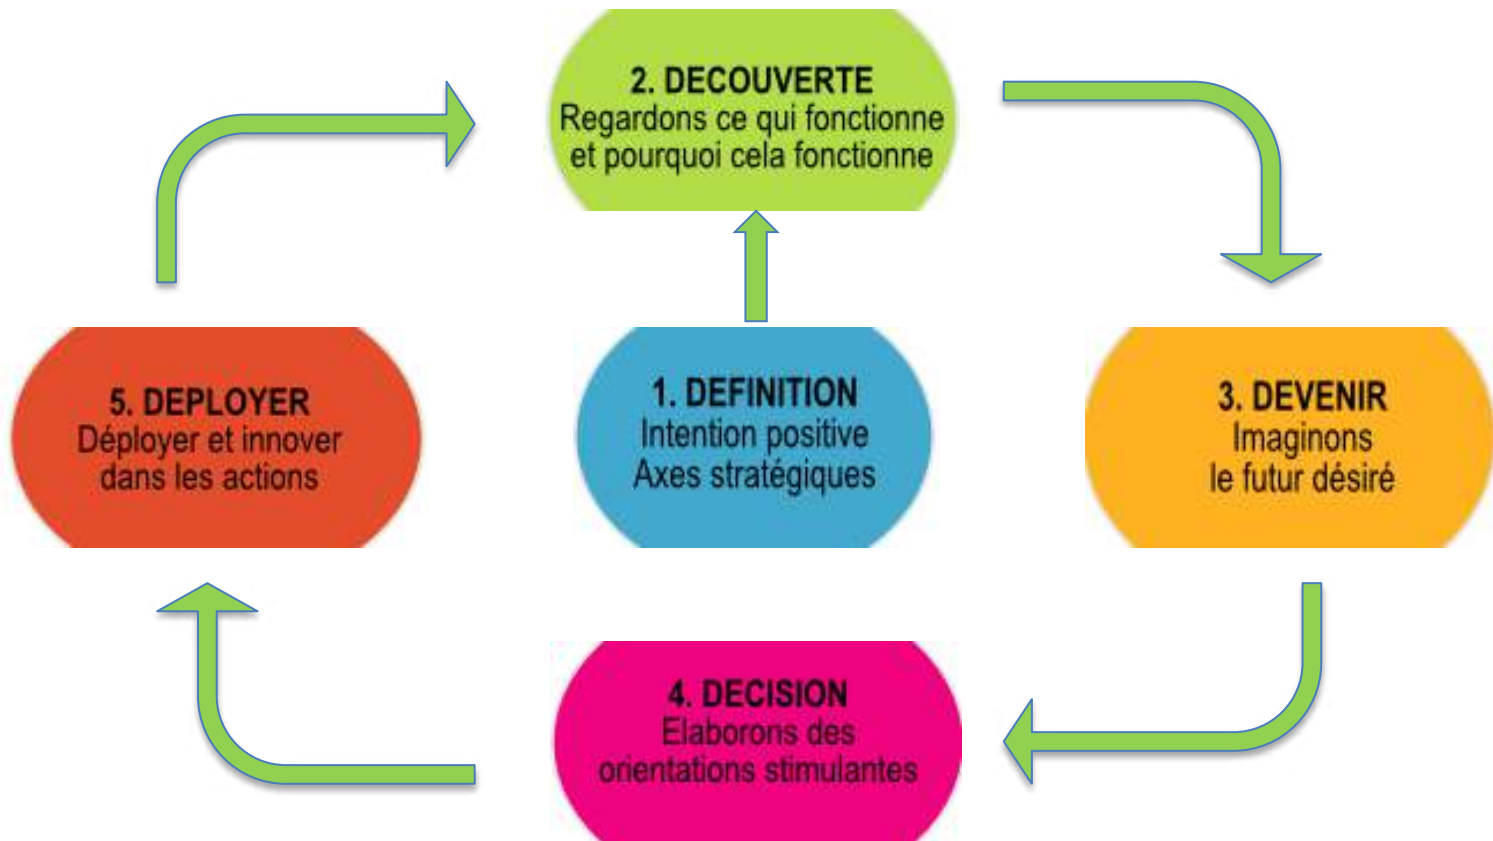 2. DECOUVERTE
Regardons ce qui fonctionne
et pourquoi cela fonctionne
5. DEPLOYER
Déployer et innover
dans les actions
1. DEFINITION
Intention positive
Axes stratégiques
3. DEVENIR
Imaginons
le futur désiré
4. DECISION
Elaborons des
orientations stimulantes